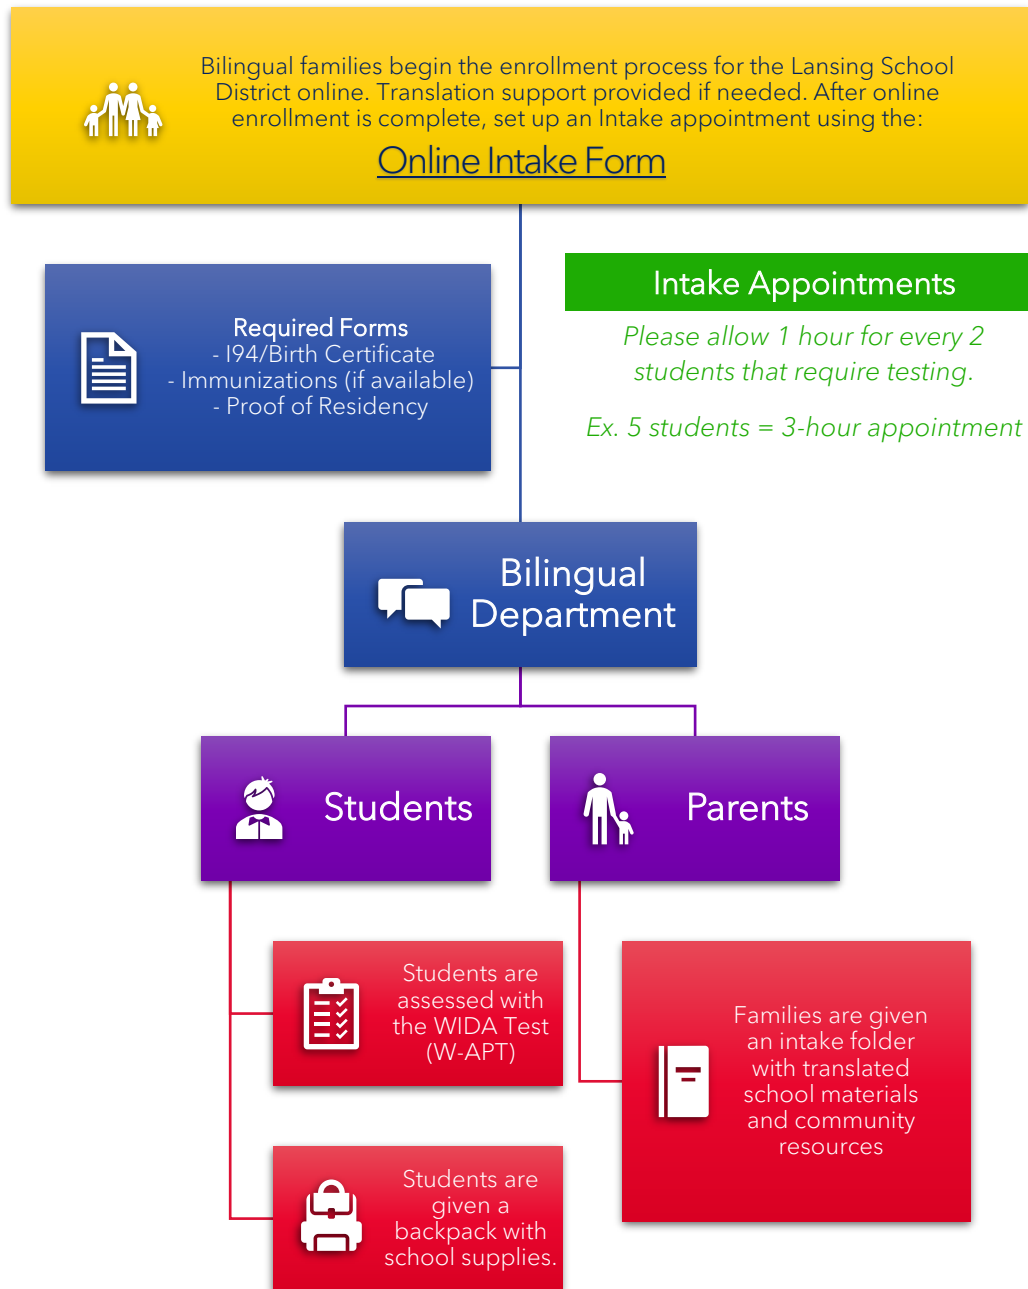 Bilingual families begin the enrollment process for the Lansing School
District online. Translation support provided if needed. After online
enrollment is complete, set up an Intake appointment using the:
Online Intake Form
Required Forms
- I94/Birth Certificate
- Immunizations (if available)
- Proof of Residency
Intake Appointments
Please allow 1 hour for every 2
students that require testing.
Ex. 5 students = 3-hour appointment
Bilingual
Department
Students
Parents
Students are
assessed with
the WIDA Test
(W-APT)
Families are given
an intake folder
with translated
school materials
and community
resources
Students are
given a
backpack with
school supplies.